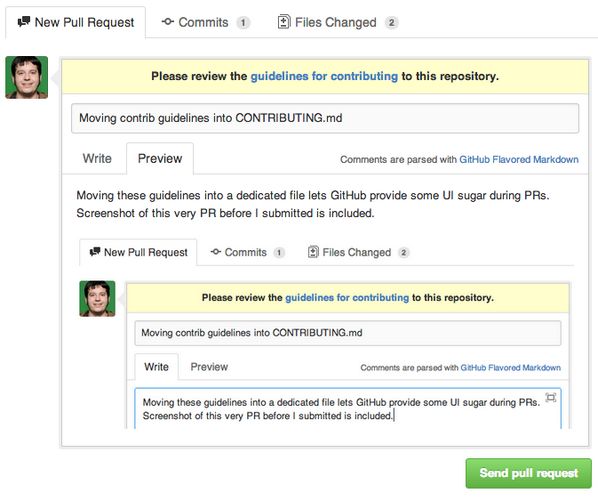 New Pull Request Commits 1 Files Changed 2
Please review the guidelines for contributing to this repository.
Moving contrib guidelines into CONTRIBUTING.md
Write Preview Comments are parsed with GitHub Flavored Markdown
Moving these guidelines into a dedicated file lets GitHub provide some UI sugar during PRs.
Screenshot of this very PR before I submitted is included.
New Pull Request Commits 1 Files Changed 2
Please review the guidelines for contributing to this repository.
Moving contrib guidelines into CONTRIBUTING.md
Write Preview Comments are parsed with GitHub Flavored Markdown
Moving these guidelines into a dedicated file lets GitHub provide some UI sugar during PRs.
Screenshot of this very PR before I submitted is included.
Send pull request